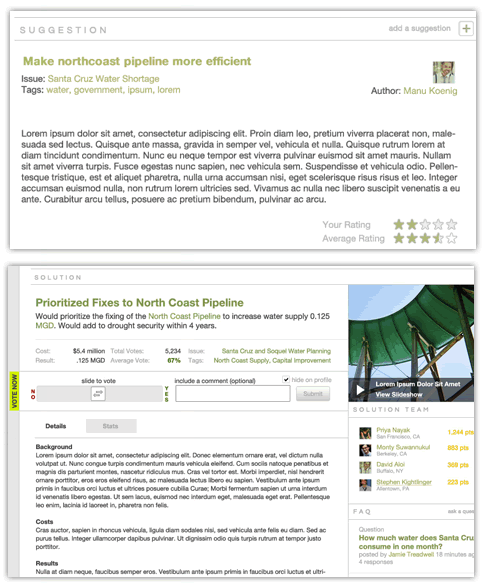 SUGGESTION
add a suggestion +
Make northcoast pipeline more efficient
Issue: Santa Cruz Water Shortage
Tags: water, government, ipsum, lorem
Author: Manu Koenig
Lorem ipsum dolor sit amet, consectetur adipiscing elit. Proin diam leo, pretium viverra placerat non, male-
suada sed lectus. Quisque ante massa, gravida in semper vel, vehicula et nulla. Quisque rutrum lorem at
diam tincidunt condimentum. Nunc eu neque tempor est viverra pulvinar euismod sit amet mauris. Nullam
sit amet viverra turpis. Fusce egestas nunc sapien, nec vehicula sem. Suspendisse et vehicula odio. Pellen-
tesque tristique, est et aliquet pharetra, nulla urna accumsan nisi, eget scelerisque risus risus et leo. Integer
accumsan euismod nulla, non rutrum lorem ultricies sed. Vivamus ac nulla nec libero suscipit venenatis a eu
ante. Curabitur arcu tellus, posuere ac pretium bibendum, pulvinar ac arcu.
Your Rating
Average Rating
SOLUTION
Prioritized Fixes to North Coast Pipeline
Would prioritize the fixing of the North Coast Pipeline to increase water supply 0.125
MGD. Would add to drought security within 4 years.
Cost: $5.4 million Total Votes: 5,234 Issue: Santa Cruz and Soquel Water Planning
Result: .125 MGD Average Vote: 67% Tags: North Coast Supply, Capital Improvement
VOTE NOW
slide to vote
NO
YES
include a comment (optional)
hide on profile
Submit
Details Stats
Background
Lorem ipsum dolor sit amet, consectetur adipiscing elit. Donec elementum ornare erat, vel dictum nulla
volutpat ut. Nunc congue turpis condimentum mauris vehicula eleifend. Cum sociis natoque penatibus et
magnis dis parturient montes, nascetur ridiculus mus. Cras vel tortor est. Morbi imperdiet, nisl hendrerit
ornare porttitor, eros eros eleifend risus, ac malesuada lectus libero eu sapien. Vestibulum ante ipsum
primis in faucibus orci luctus et ultrices posuere cubilia Curae; Morbi fermentum sapien ut urna interdum
id venenatis libero egestas. Ut sem lacus, euismod nec interdum eget, malesuada eget erat. Pellentesque
leo enim, lacinia id laoreet in, pharetra non felis.
Costs
Cras auctor, sapien in rhoncus vehicula, ligula diam sodales nisi, sed vehicula ante felis eu diam. Sed ac
purus tellus. Integer ullamcorper dapibus pulvinar. Ut dignissim odio quis turpis rutrum at tempor justo
porttitor.
Results
Nulla at diam neque, faucibus semper eros. Vestibulum ante ipsum primis in faucibus orci luctus et ultri-
Lorem Ipsum Dolor Sit Amet
View Slideshow
SOLUTION TEAM
Priya Nayak 1,244 pts
San Francisco, CA
Monty Suwannukul 883 pts
Berkeley, CA
David Aloi 368 pts
San Francisco, CA
Stephen Kightlinger 223 pts
Allentown, PA
FAQ
ask a ques
Question
How much water does Santa Cruz
consume in one month?
posted by Jamie Treadwell 18 minutes ag
4 responses